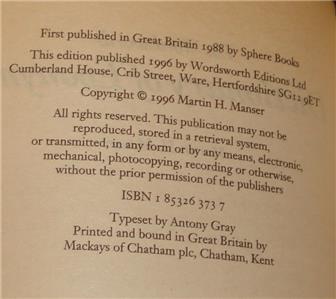 First published in Great Britain 1988 by Sphere Books
This edition published 1996 by Wordsworth Editions Ltd
Cumberland House, Crib Street, Ware, Hertfordshire SG12 9ET
Copyright © 1996 Martin H. Manser
All rights reserved. This publication may not be
reproduced, stored in a retrieval system,
or transmitted, in any form or by any means, electronic,
mechanical, photocopying, recording or otherwise,
without the prior permission of the publishers
ISBN 1 85326 373 7
Typeset by Antony Gray
Printed and bound in Great Britain by
Mackays of Chatham plc, Chatham, Kent